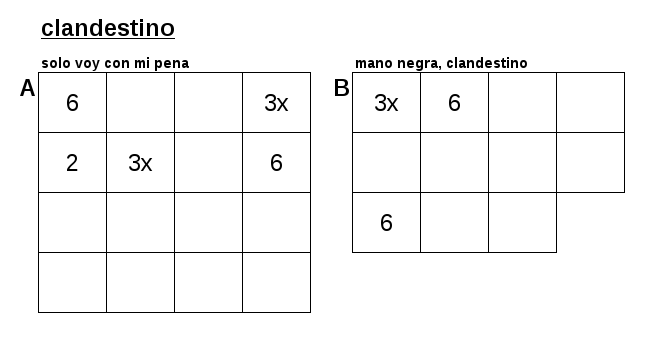 clandestino
solo voy con mi pena
A
6 3x
2 3x 6
mano negra, clandestino
B
3x 6
6